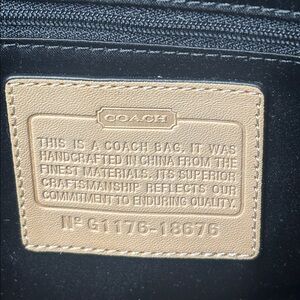 COACH
THIS IS A COACH BAG. IT WAS
HANDCRAFTED IN CHINA FROM THE
FINEST MATERIALS. ITS SUPERIOR
CRAFTSMANSHIP REFLECTS OUR
COMMITMENT TO ENDURING QUALITY.
Nº G1176-18676